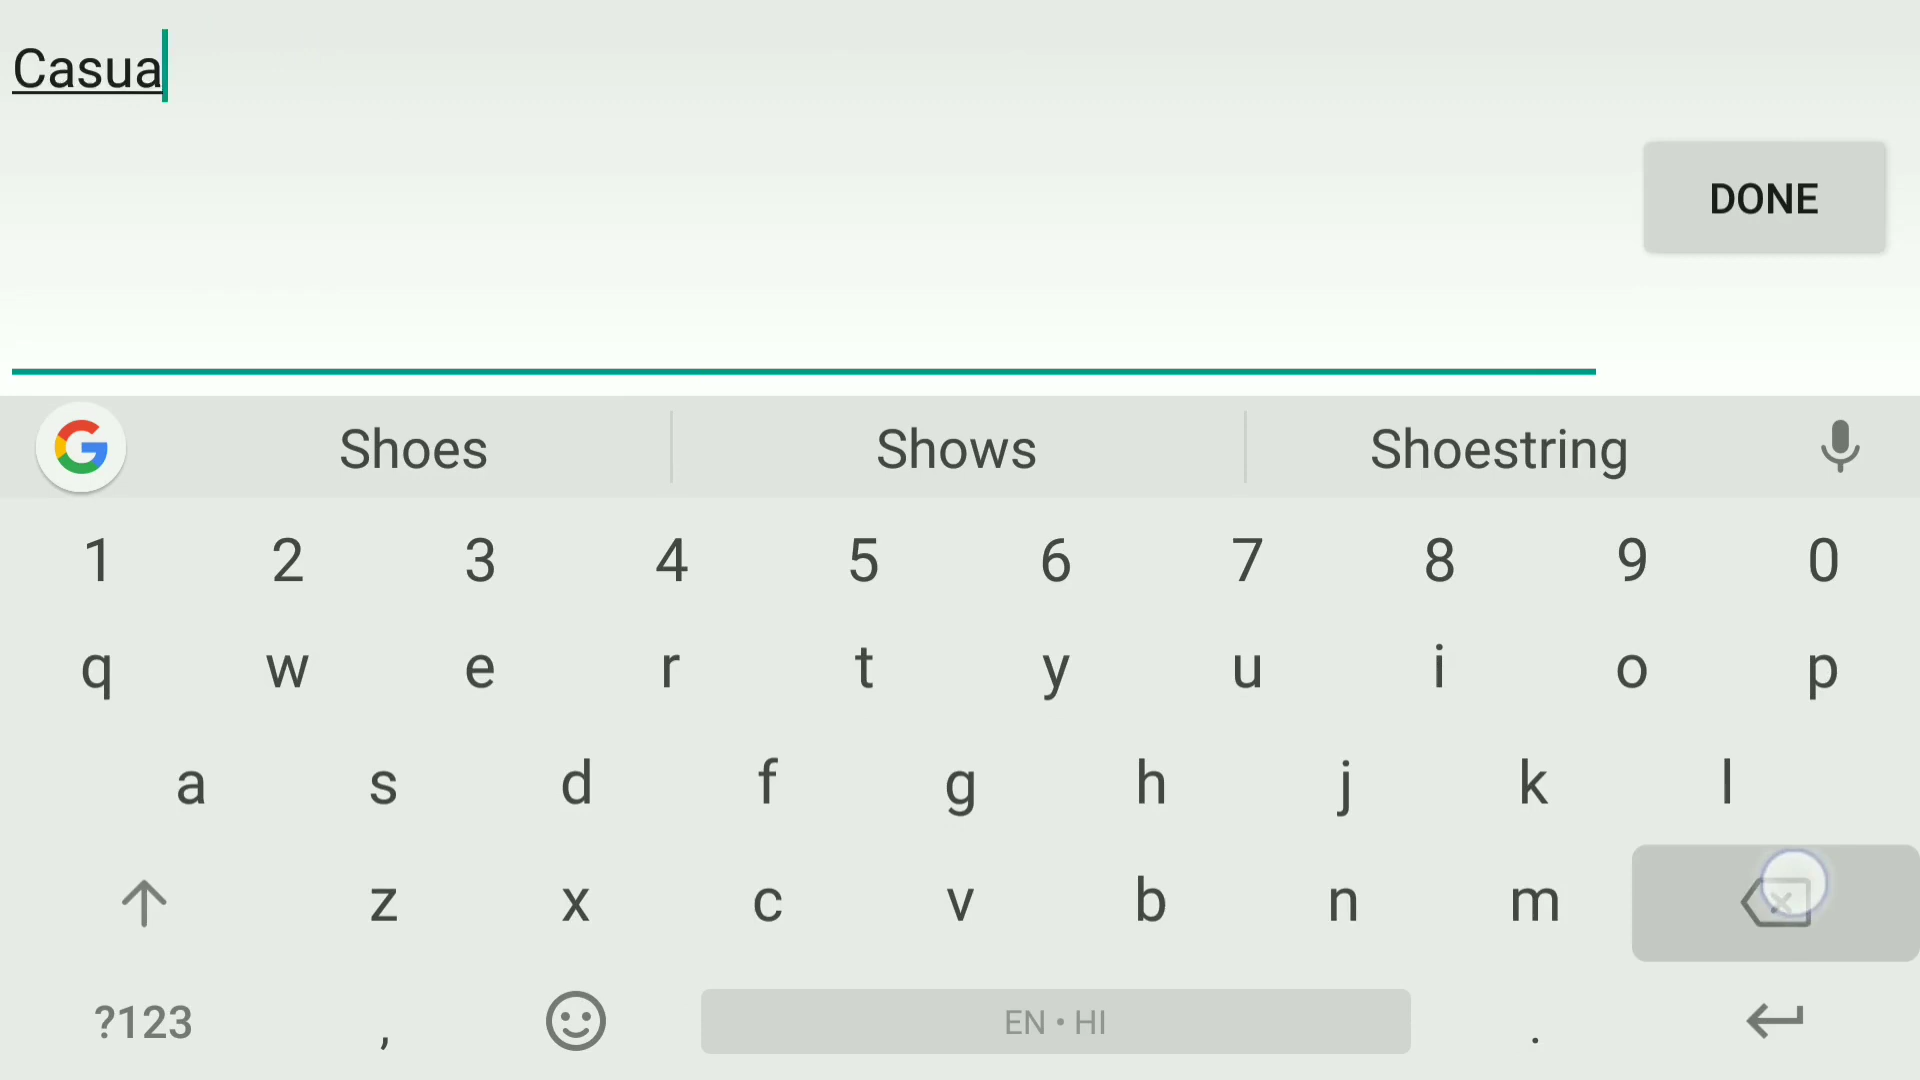 Casua
DONE
Shoes Shows Shoestring
1 2 3 4 5 6 7 8 9 0
q w e r t y u i o p
a s d f g h j k l
z x c v b n m
?123 , EN • HI .